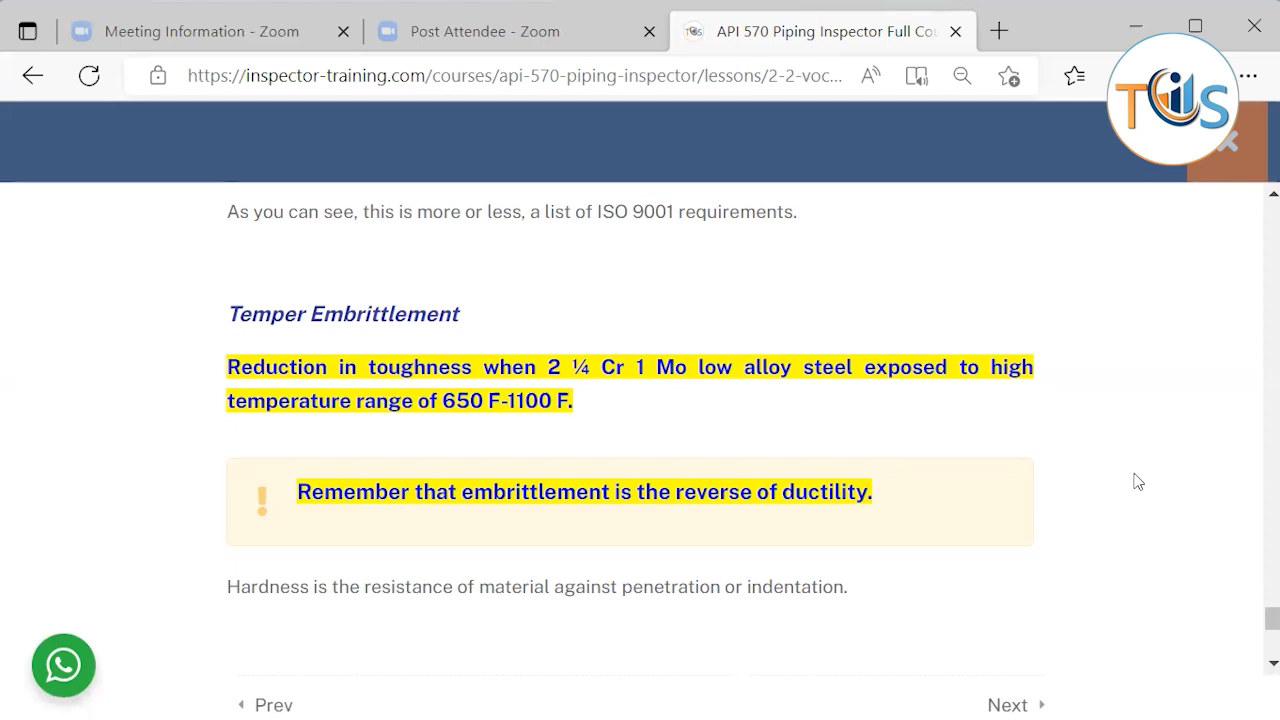 Meeting Information - Zoom
Post Attendee - Zoom
API 570 Piping Inspector Full Cou
https://inspector-training.com/courses/api-570-piping-inspector/lessons/2-2-voc...
TIS
As you can see, this is more or less, a list of ISO 9001 requirements.
Temper Embrittlement
Reduction in toughness when 2 ¼ Cr 1 Mo low alloy steel exposed to high
temperature range of 650 F-1100 F.
! Remember that embrittlement is the reverse of ductility.
Hardness is the resistance of material against penetration or indentation.
Prev
Next